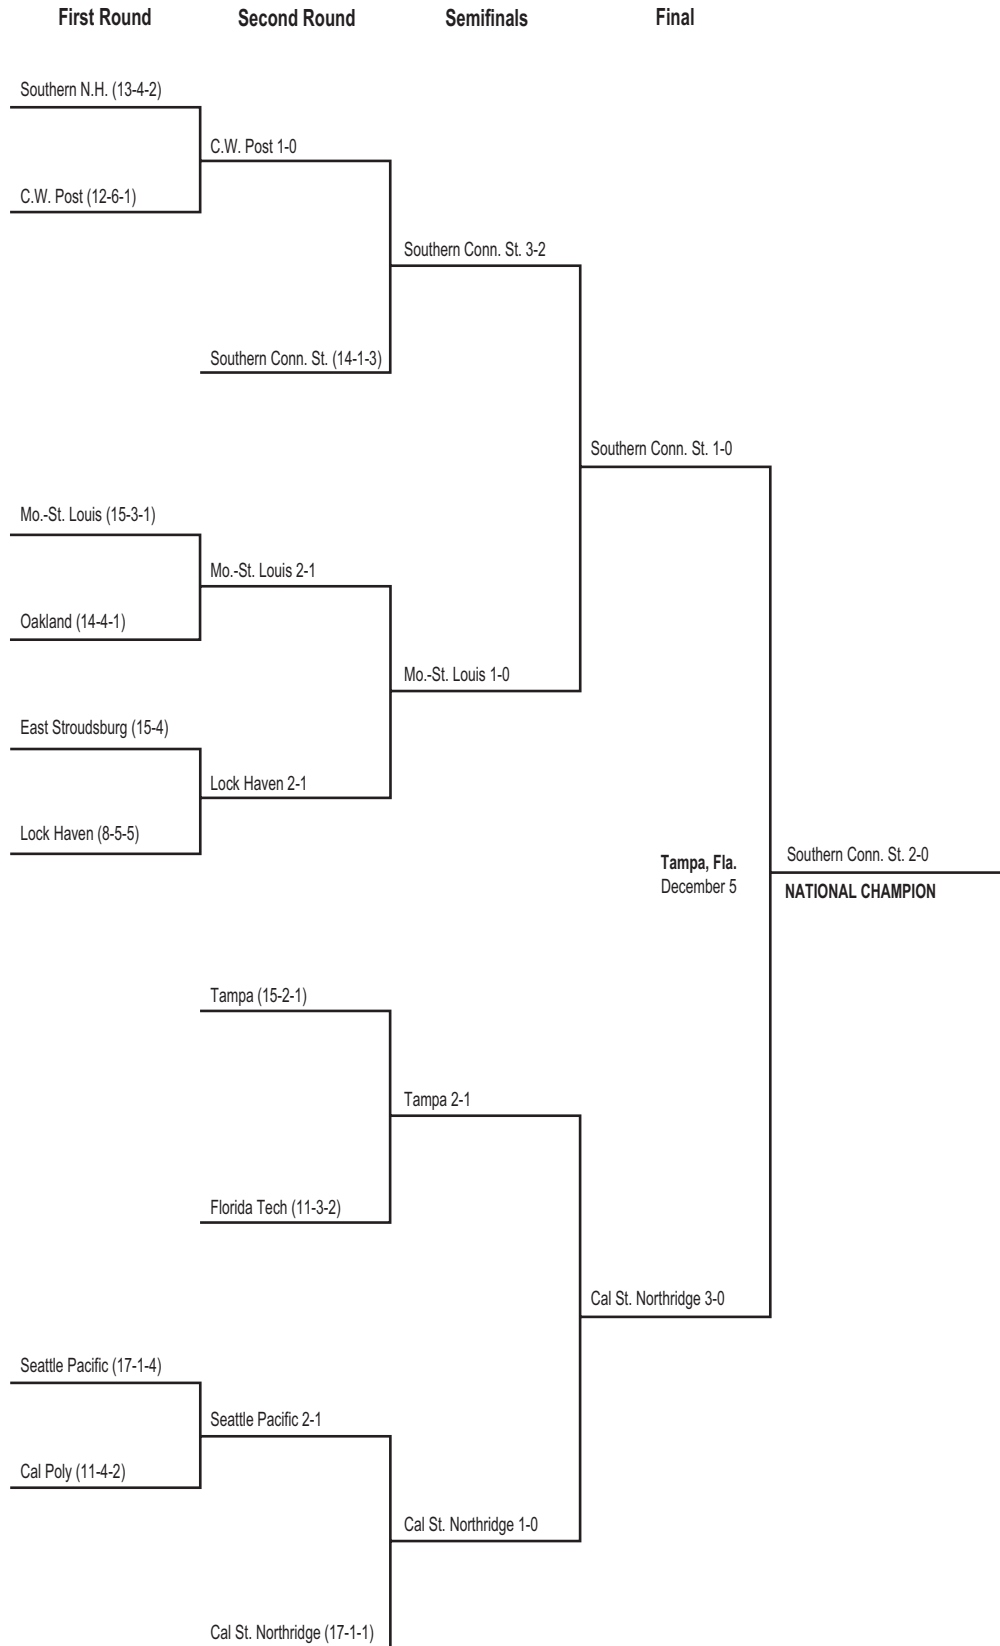 First Round
Second Round
Semifinals
Final
Southern N.H. (13-4-2)
C.W. Post 1-0
C.W. Post (12-6-1)
Southern Conn. St. 3-2
Southern Conn. St. (14-1-3)
Southern Conn. St. 1-0
Mo.-St. Louis (15-3-1)
Mo.-St. Louis 2-1
Oakland (14-4-1)
Mo.-St. Louis 1-0
East Stroudsburg (15-4)
Lock Haven 2-1
Lock Haven (8-5-5)
Tampa, Fla.
December 5
Southern Conn. St. 2-0
NATIONAL CHAMPION
Tampa (15-2-1)
Tampa 2-1
Florida Tech (11-3-2)
Cal St. Northridge 3-0
Seattle Pacific (17-1-4)
Seattle Pacific 2-1
Cal Poly (11-4-2)
Cal St. Northridge 1-0
Cal St. Northridge (17-1-1)